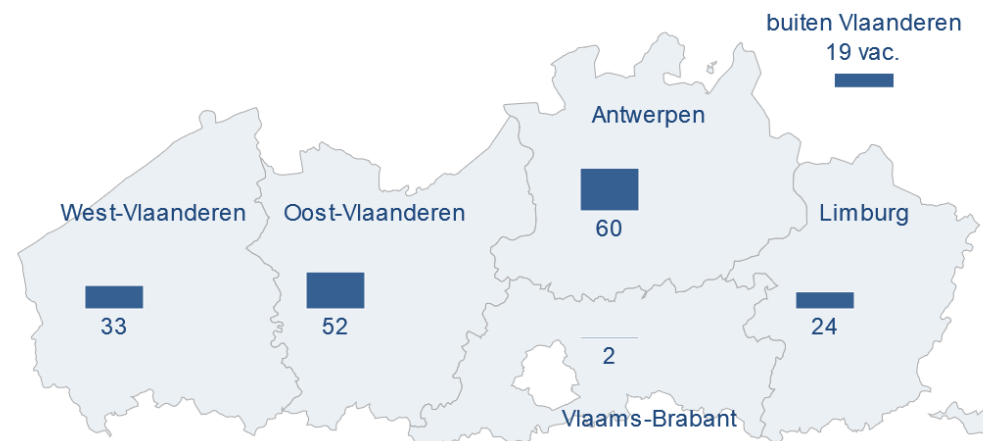 buiten Vlaanderen
19 vac.
Antwerpen
60
West-Vlaanderen
33
Oost-Vlaanderen
52
Limburg
24
2
Vlaams-Brabant